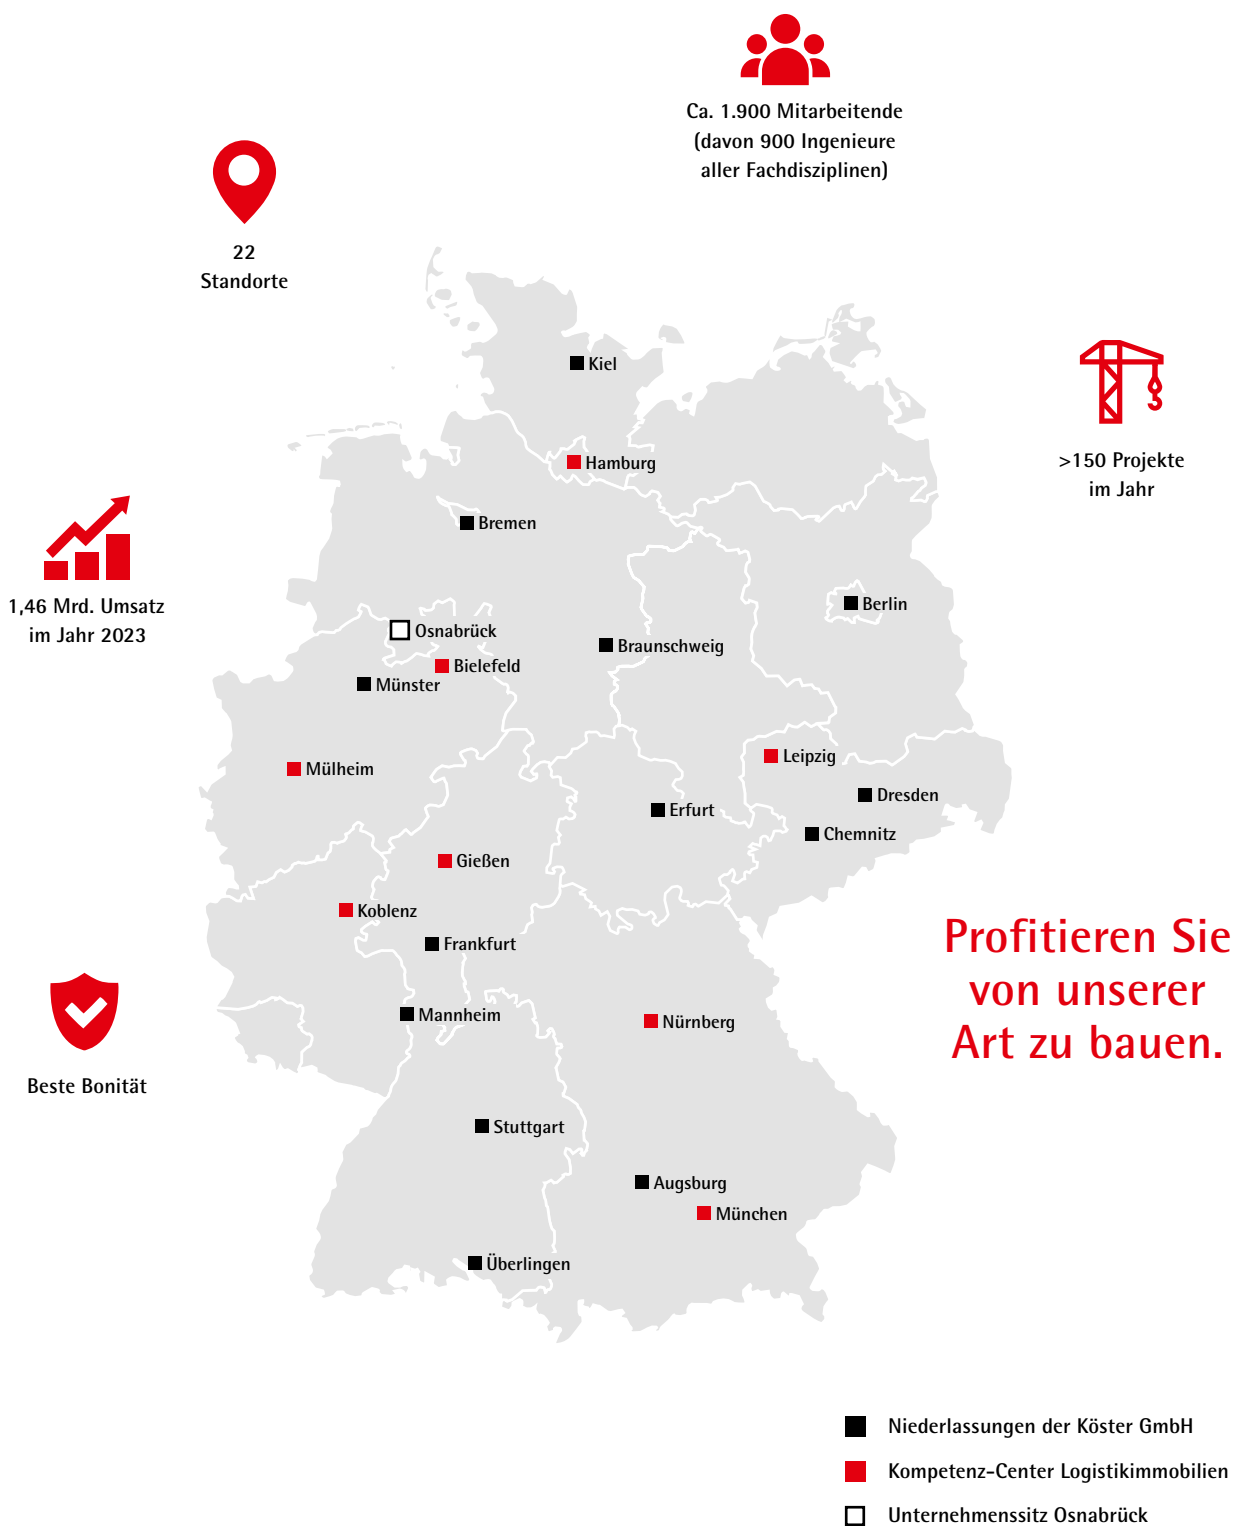 Ca. 1.900 Mitarbeitende
(davon 900 Ingenieure
aller Fachdisziplinen)
22
Standorte
Kiel
>150 Projekte
im Jahr
Hamburg
Bremen
1,46 Mrd. Umsatz
im Jahr 2023
Berlin
Osnabrück
Braunschweig
Bielefeld
Münster
Leipzig
Mülheim
Dresden
Erfurt
Chemnitz
Gießen
Koblenz
Frankfurt
Profitieren Sie
von unserer
Art zu bauen.
Mannheim
Nürnberg
Beste Bonität
Stuttgart
Augsburg
München
Überlingen
Niederlassungen der Köster GmbH
Kompetenz-Center Logistikimmobilien
Unternehmenssitz Osnabrück